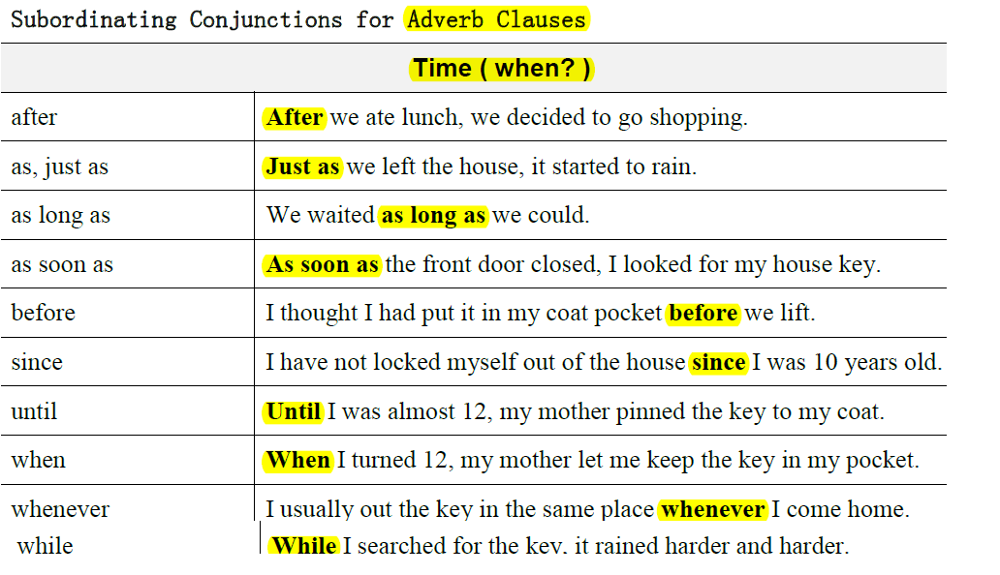 Subordinating Conjunctions for Adverb Clauses
Time ( when? )
after After we ate lunch, we decided to go shopping.
as, just as Just as we left the house, it started to rain.
as long as We waited as long as we could.
as soon as As soon as the front door closed, I looked for my house key.
before I thought I had put it in my coat pocket before we lift.
since I have not locked myself out of the house since I was 10 years old.
until Until I was almost 12, my mother pinned the key to my coat.
when When I turned 12, my mother let me keep the key in my pocket.
whenever I usually out the key in the same place whenever I come home.
while While I searched for the key, it rained harder and harder.